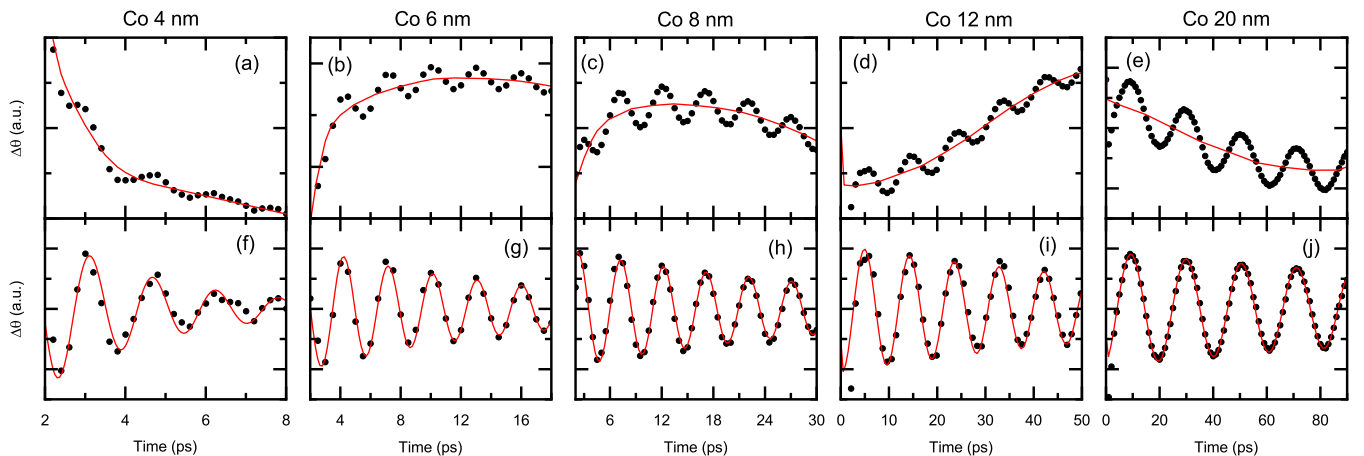 Co 4 nm Co 6 nm Co 8 nm Co 12 nm Co 20 nm
Δθ (a.u.)
(a) (b) (c) (d) (e)
Δθ (a.u.)
(f) (g) (h) (i) (j)
2 4 6 8 4 8 12 16 6 12 18 24 30 0 10 20 30 40 50 0 20 40 60 80
Time (ps) Time (ps) Time (ps) Time (ps) Time (ps)